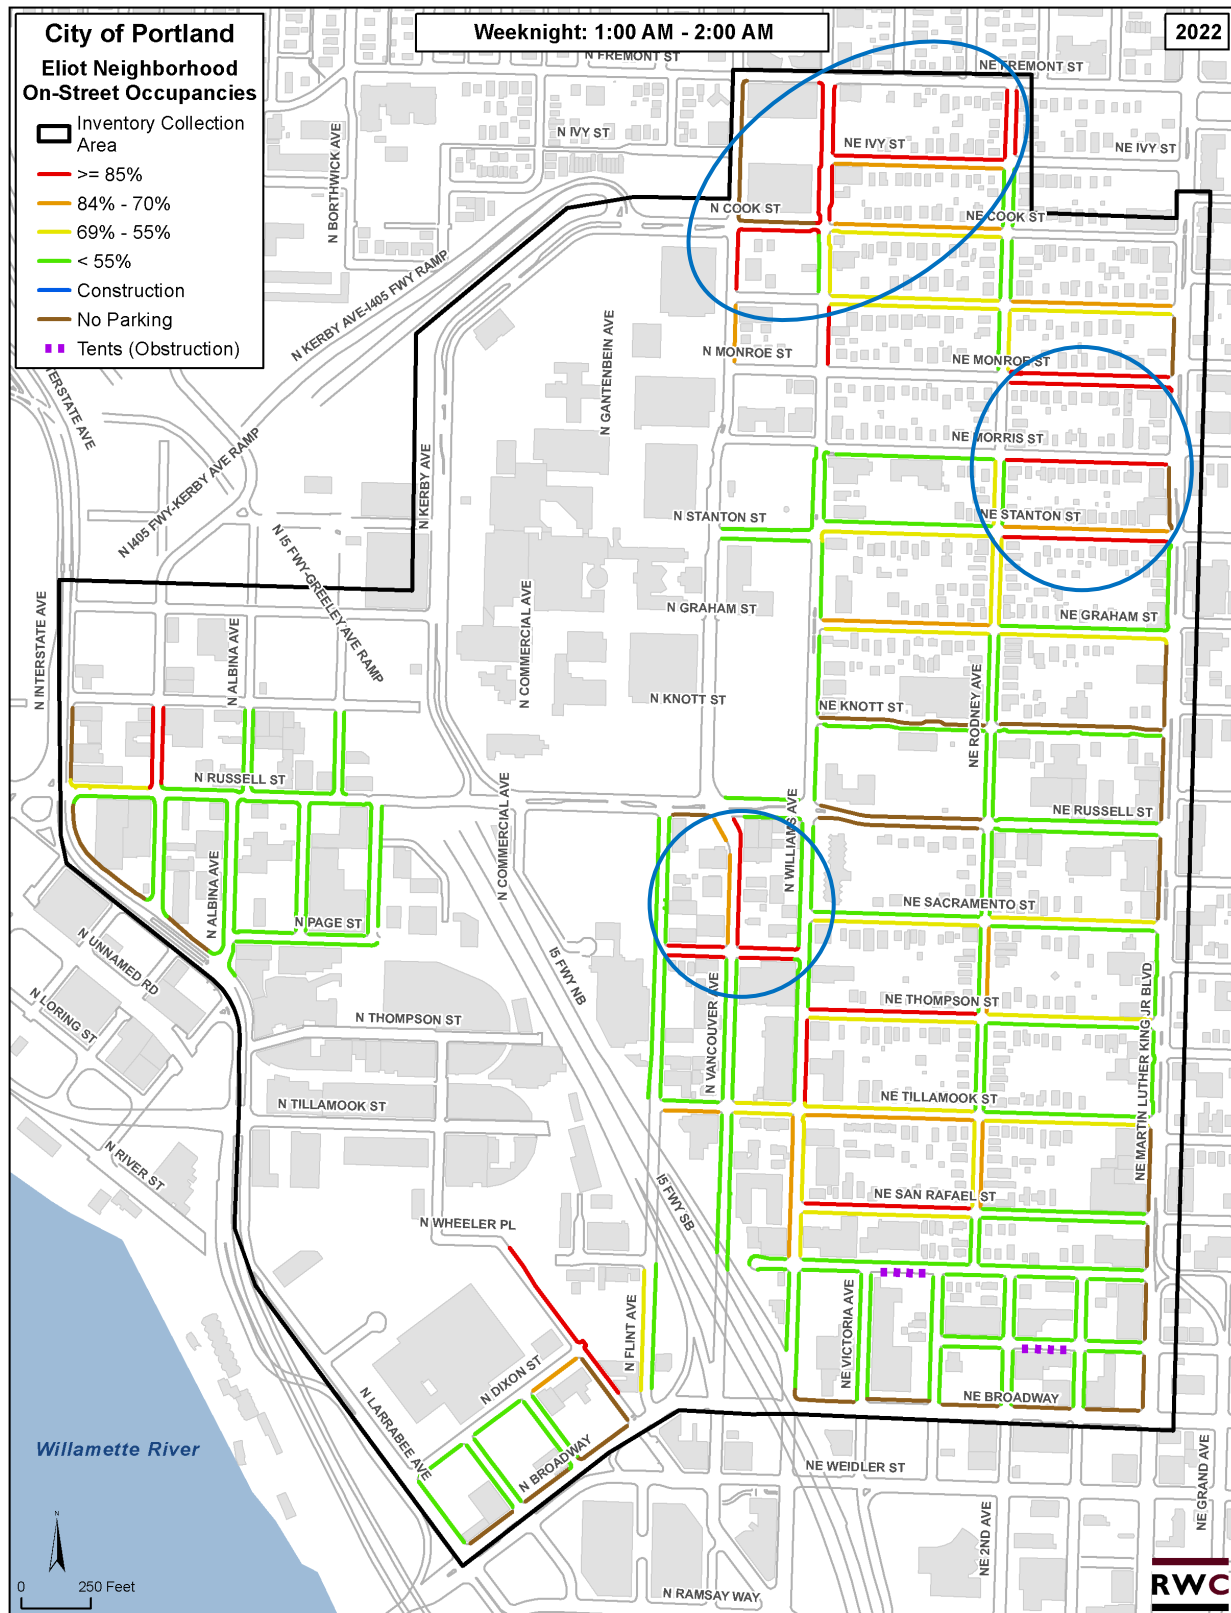 City of Portland
Eliot Neighborhood
On-Street Occupancies
Inventory Collection
Area
>= 85%
84% - 70%
69% - 55%
< 55%
Construction
No Parking
Tents (Obstruction)
Weeknight: 1:00 AM - 2:00 AM
2022
N FREMONT ST
NE FREMONT ST
N IVY ST
NE IVY ST
NE IVY ST
N BORTHWICK AVE
N COOK ST
NE COOK ST
N KERBY AVE-I405 FWY RAMP
N GANTENBEIN AVE
N MONROE ST
NE MONROE ST
TERSTATE AVE
NE MORRIS ST
N I405 FWY-KERBY AVE RAMP
N KERBY AVE
N STANTON ST
NE STANTON ST
N I5 FWY-GREELEY AVE RAMP
N GRAHAM ST
NE GRAHAM ST
N INTERSTATE AVE
N ALBINA AVE
N COMMERCIAL AVE
N KNOTT ST
NE KNOTT ST
NE RODNEY AVE
N RUSSELL ST
N COMMERCIAL AVE
N WILLIAMS AVE
NE RUSSELL ST
N ALBINA AVE
N PAGE ST
NE SACRAMENTO ST
N UNNAMED RD
I5 FWY NB
N LORING ST
N THOMPSON ST
N VANCOUVER AVE
NE THOMPSON ST
NE MARTIN LUTHER KING JR BLVD
N TILLAMOOK ST
NE TILLAMOOK ST
N RIVER ST
I5 FWY SB
NE SAN RAFAEL ST
N WHEELER PL
N FLINT AVE
NE VICTORIA AVE
N DIXON ST
N LARRABEE AVE
NE BROADWAY
N BROADWAY
Willamette River
NE WEIDLER ST
NE GRAND AVE
NE 2ND AVE
N
0 250 Feet
N RAMSAY WAY
RWC